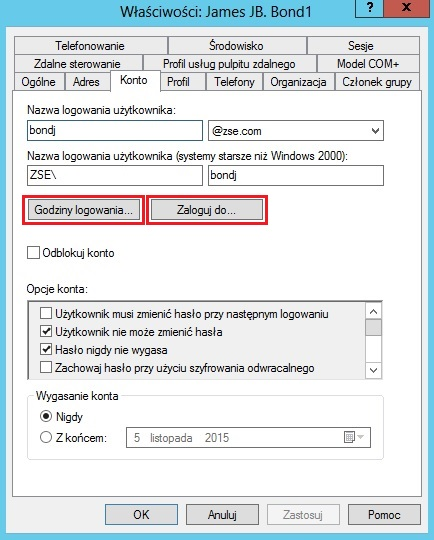 Właściwości: James JB. Bond1
? x
Telefonowanie Środowisko Sesje
Zdalne sterowanie Profil usług pulpitu zdalnego Model COM+
Ogólne Adres Konto Profil Telefony Organizacja Członek grupy
Nazwa logowania użytkownika:
bondj @zse.com
Nazwa logowania użytkownika (systemy starsze niż Windows 2000):
ZSE\ bondj
Godziny logowania... Zaloguj do...
Odblokuj konto
Opcje konta:
Użytkownik musi zmienić hasło przy następnym logowaniu
Użytkownik nie może zmienić hasła
Hasło nigdy nie wygasa
Zachowaj hasło przy użyciu szyfrowania odwracalnego
Wygasanie konta
Nigdy
Z końcem: 5 listopada 2015
OK Anuluj Zastosuj Pomoc